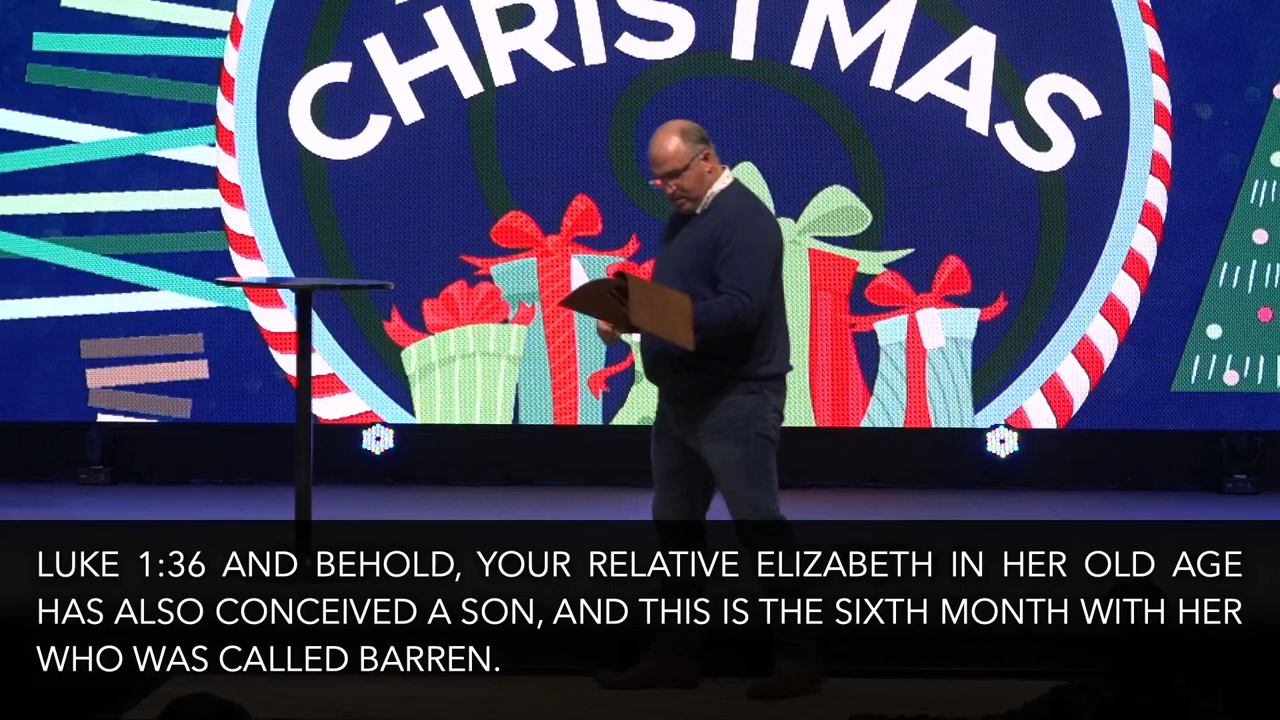 CHRISTMAS
LUKE 1:36 AND BEHOLD, YOUR RELATIVE ELIZABETH IN HER OLD AGE
HAS ALSO CONCEIVED A SON, AND THIS IS THE SIXTH MONTH WITH HER
WHO WAS CALLED BARREN.